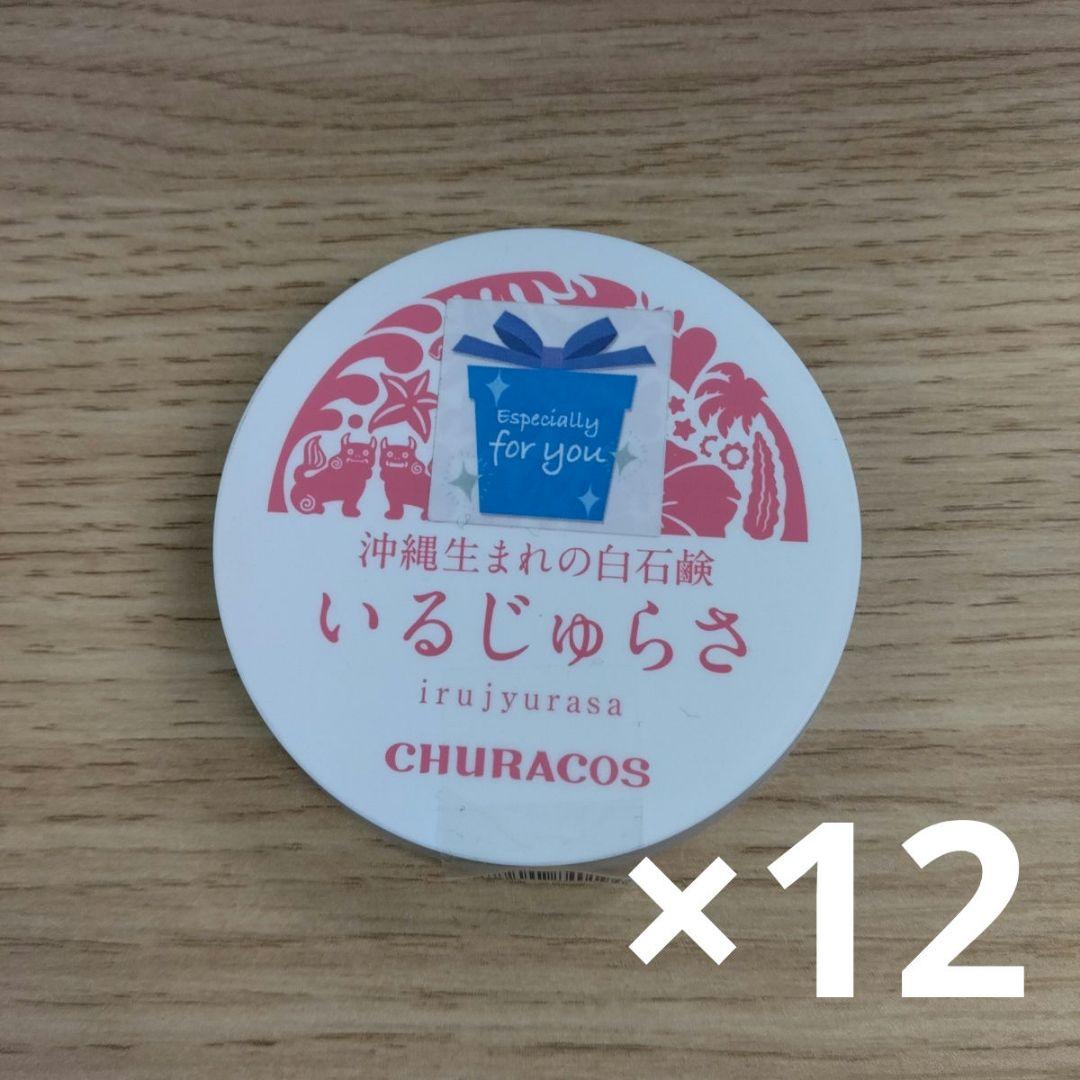 Especially
for you
沖縄生まれの白石鹸
いるじゅらさ
irujyurasa
CHURACOS
×12